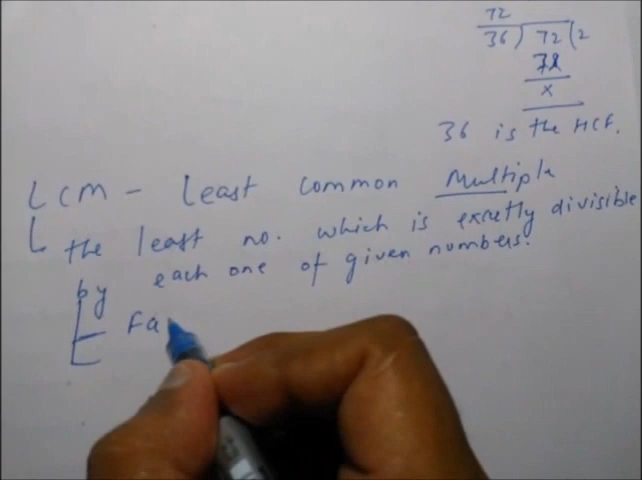 72
36) 72 (2
72
x
36 is the HCF.
LCM - Least common Multiple
the least no. which is exretly divisible
by each one of given numbers.
Fa